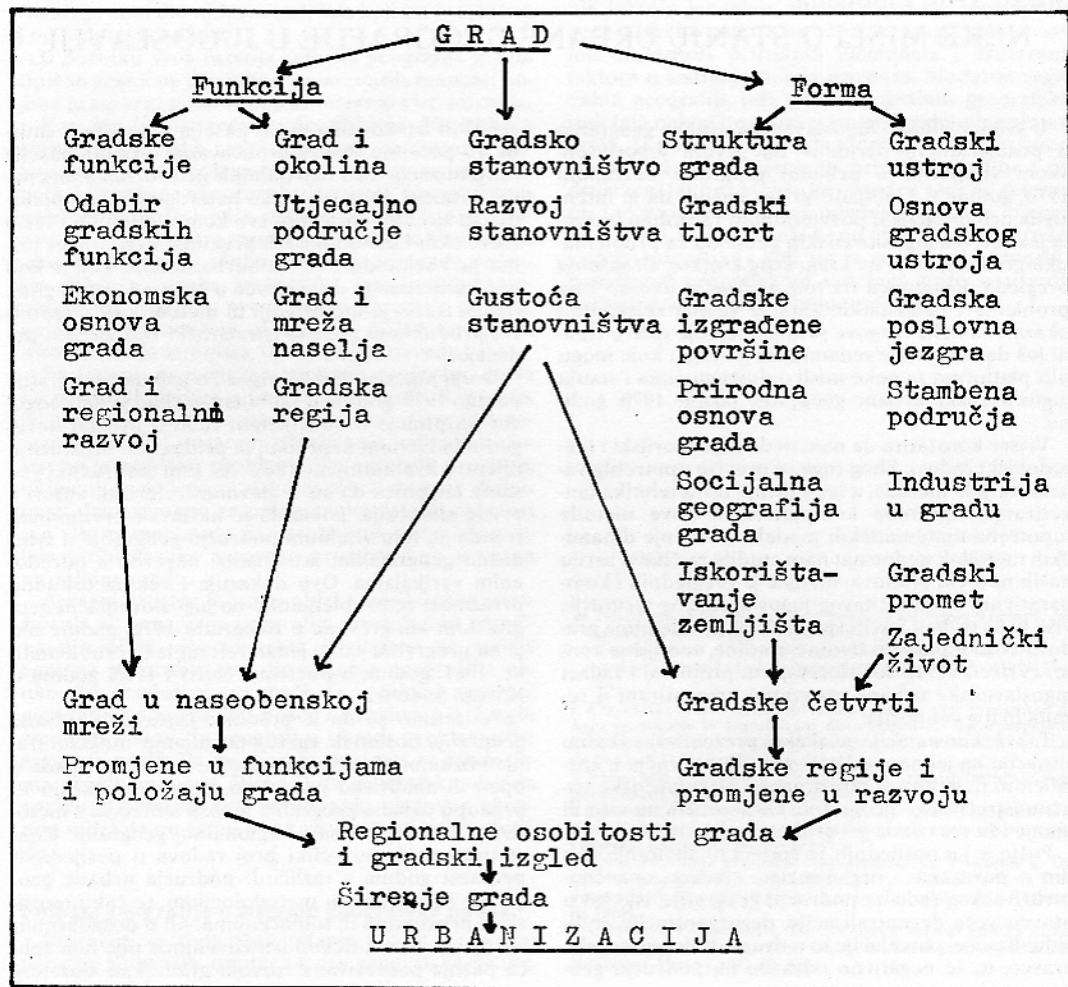 GRAD
Funkcija
Forma
Gradske
funkcije
Odabir
gradskih
funkcija
Ekonomska
osnova
grada
Grad i
regionalni
razvoj
Grad i
okolica
Utjecajno
područje
grada
Grad i
mreža
naselja
Gradska
regija
Gradsko
stanovništvo
Razvoj
stanovništva
Gustoća
stanovništva
Struktura
grada
Gradski
tlocrt
Gradske
izgrađene
površine
Potrošna
osnova
grada
Socijalna
geografija
grada
Iskorišta-
vanje
zemljišta
Gradski
ustroj
Osnova
gradskog
ustroja
Gradska
poslovna
jezgra
Stambena
područja
Industrija
u gradu
Gradski
promet
Zajednički
život
Grad u naseobenskoj
mreži
Promjene u funkcijama
i položaju grada
Gradske četvrti
Gradske regije i
promjene u razvoju
Regionalne osobitosti grada
i gradski izgled
Širenje grada
URBANIZACIJA